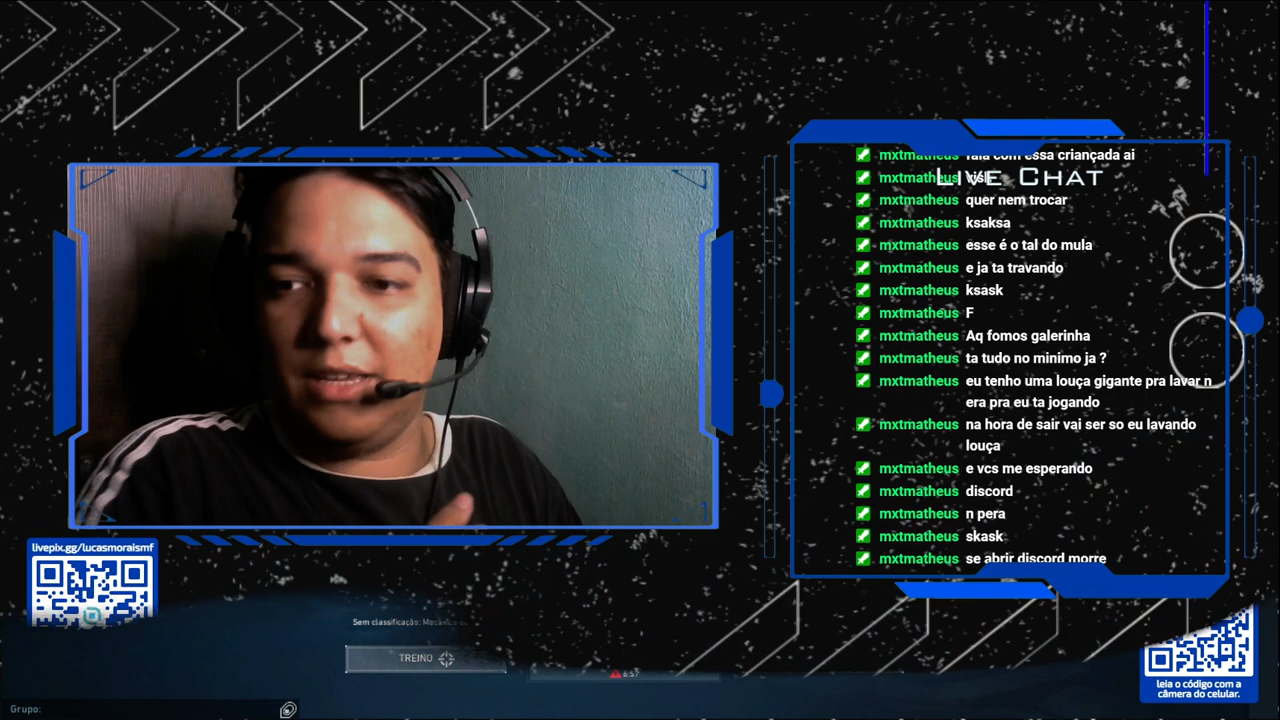 mxtmatheus fala com essa criançada ai
mxtmatheus
LIVE CHAT
mxtmatheus quer nem trocar
mxtmatheus ksaksa
mxtmatheus esse é o tal do mula
mxtmatheus e ja ta travando
mxtmatheus ksask
mxtmatheus F
mxtmatheus Aq fomos galerinha
mxtmatheus ta tudo no minimo ja ?
mxtmatheus eu tenho uma louça gigante pra lavar n
era pra eu ta jogando
mxtmatheus na hora de sair vai ser so eu lavando
louça
mxtmatheus e vcs me esperando
mxtmatheus discord
mxtmatheus n pera
mxtmatheus skask
mxtmatheus se abrir discord morre
livepix.gg/lucasmoraismf
Sem classificação:
TREINO
6:57
leia o código com a
câmera do celular.
Grupo: